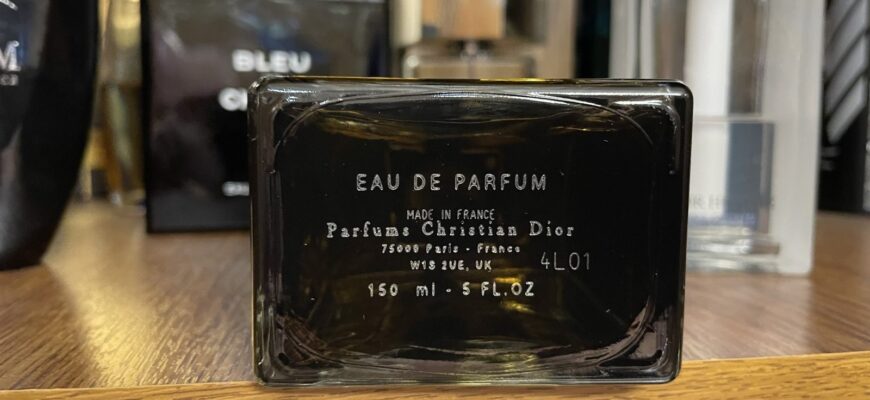 BLEU
EAU DE PARFUM
MADE IN FRANCE
Parfums Christian Dior
75009 Paris - France
W1S 2UE, UK
4L01
150 ml - 5 FL.OZ